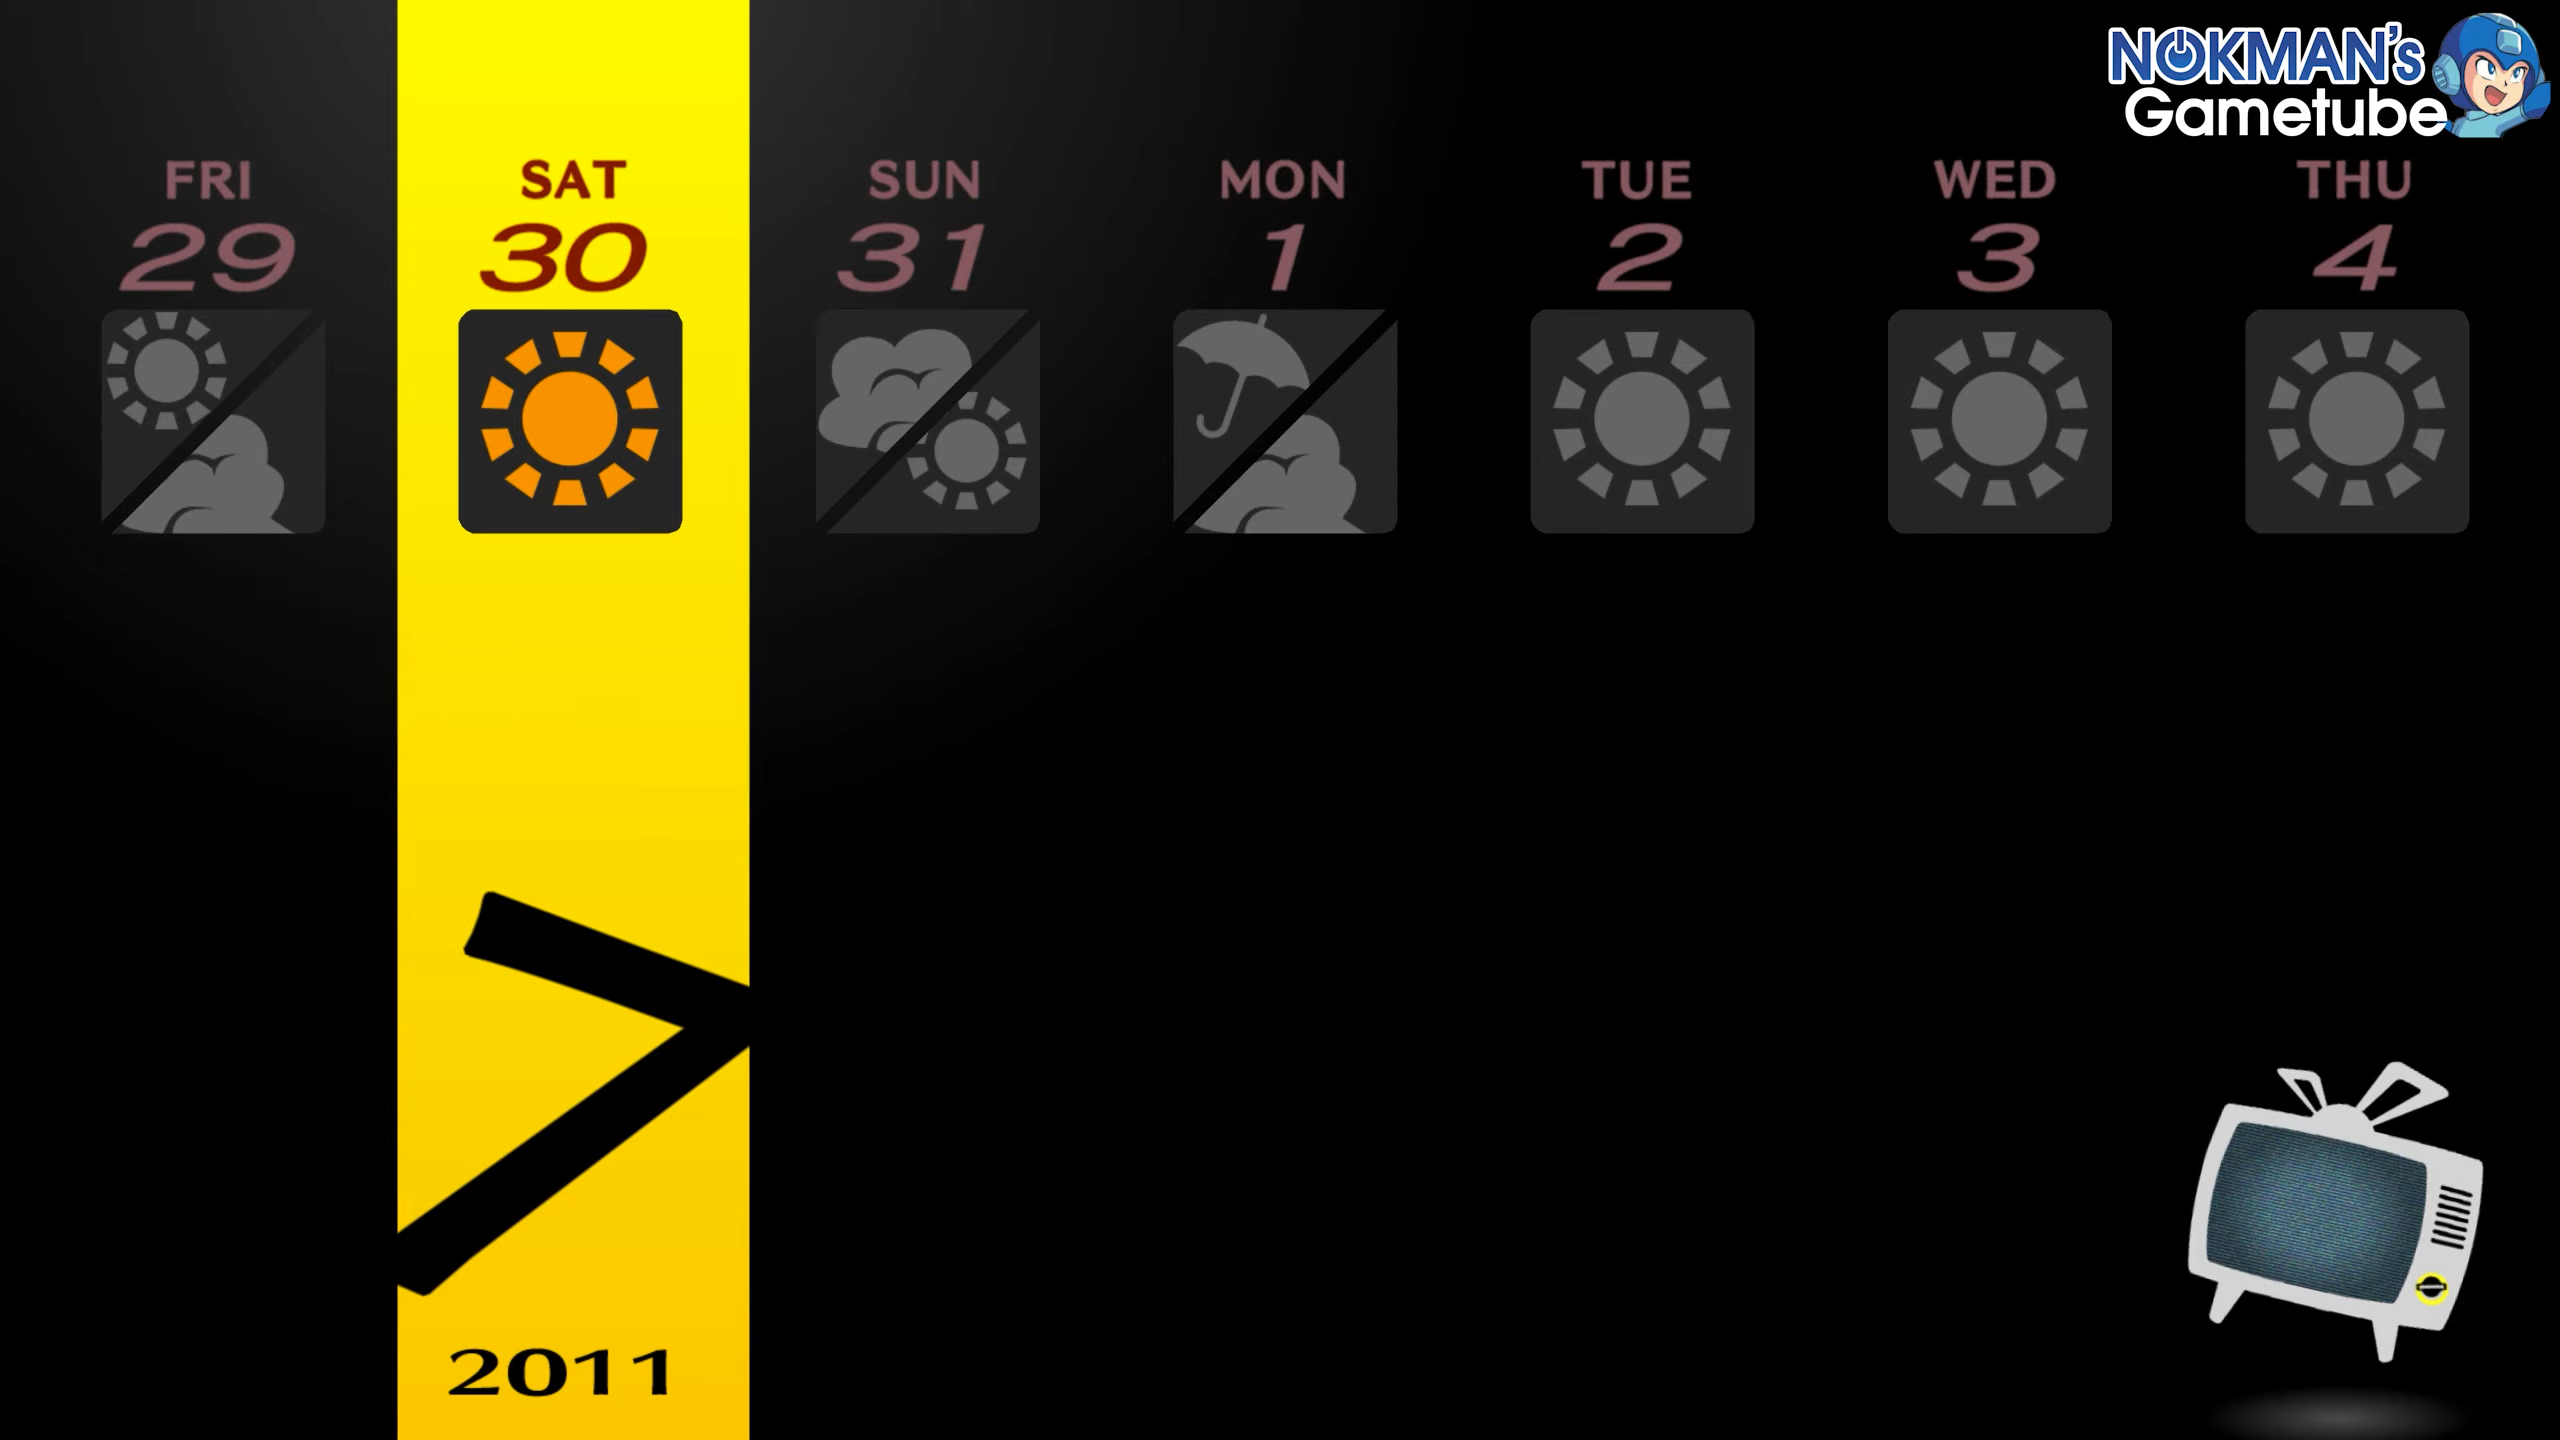 NOKMAN's
Gametube
FRI SAT SUN MON TUE WED THU
29 30 31 1 2 3 4
7
2011